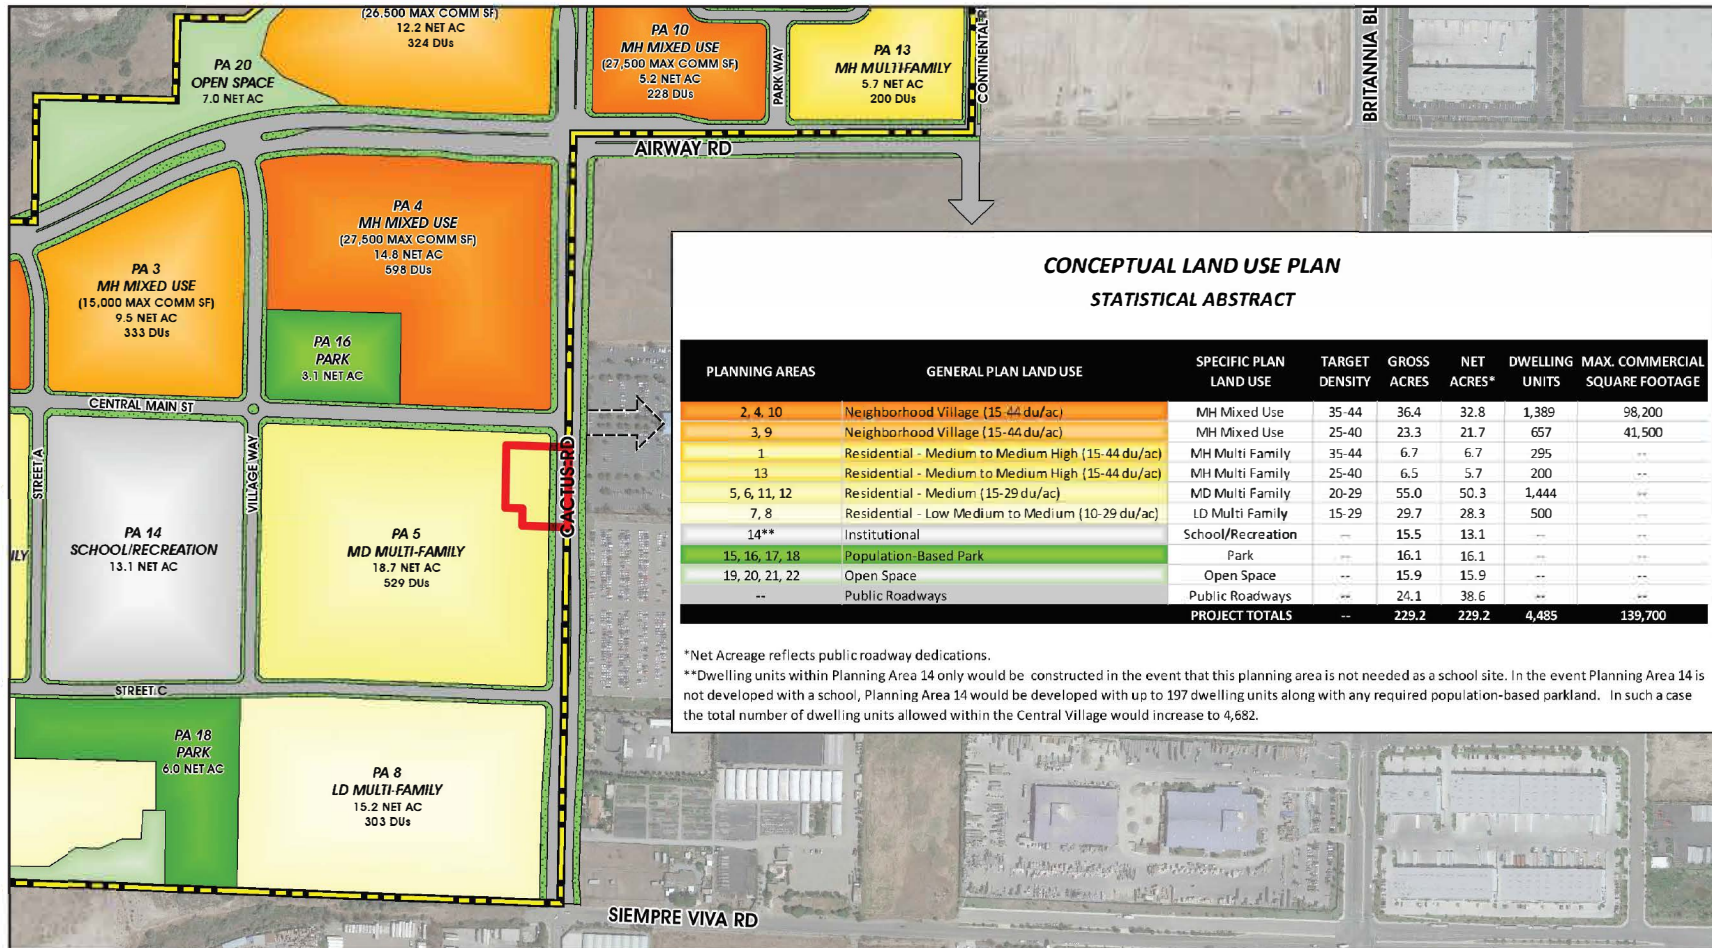 (26,500 MAX COMM SF)
12.2 NET AC
324 DUs
PA 20
OPEN SPACE
7.0 NET AC
PA 10
MH MIXED USE
(27,500 MAX COMM SF)
5.2 NET AC
228 DUs
PARK WAY
PA 13
MH MULTI-FAMILY
5.7 NET AC
200 DUs
BRITANNIA BL
AIRWAY RD
PA 4
MH MIXED USE
(27,500 MAX COMM SF)
14.8 NET AC
598 DUs
PA 3
MH MIXED USE
(15,000 MAX COMM SF)
9.5 NET AC
333 DUs
PA 16
PARK
3.1 NET AC
CENTRAL MAIN ST
STREET A
VILLAGE WAY
CACTUS RD
PA 14
SCHOOL/RECREATION
13.1 NET AC
PA 5
MD MULTI-FAMILY
18.7 NET AC
529 DUs
ILY
STREET C
PA 18
PARK
6.0 NET AC
PA 8
LD MULTI-FAMILY
15.2 NET AC
303 DUs
SIEMPRE VIVA RD
CONCEPTUAL LAND USE PLAN
STATISTICAL ABSTRACT
PLANNING AREAS GENERAL PLAN LAND USE SPECIFIC PLAN LAND USE TARGET DENSITY GROSS ACRES NET ACRES* DWELLING UNITS MAX. COMMERCIAL SQUARE FOOTAGE
2, 4, 10 Neighborhood Village (15-44 du/ac) MH Mixed Use 35-44 36.4 32.8 1,389 98,200
3, 9 Neighborhood Village (15-44 du/ac) MH Mixed Use 25-40 23.3 21.7 657 41,500
1 Residential - Medium to Medium High (15-44 du/ac) MH Multi Family 35-44 6.7 6.7 295 --
13 Residential - Medium to Medium High (15-44 du/ac) MH Multi Family 25-40 6.5 5.7 200 --
5, 6, 11, 12 Residential - Medium (15-29 du/ac) MD Multi Family 20-29 55.0 50.3 1,444 --
7, 8 Residential - Low Medium to Medium (10-29 du/ac) LD Multi Family 15-29 29.7 28.3 500 --
14** Institutional School/Recreation -- 15.5 13.1 -- --
15, 16, 17, 18 Population-Based Park Park -- 16.1 16.1 -- --
19, 20, 21, 22 Open Space Open Space -- 15.9 15.9 -- --
-- Public Roadways Public Roadways -- 24.1 38.6 -- --
PROJECT TOTALS -- 229.2 229.2 4,485 139,700
*Net Acreage reflects public roadway dedications.
**Dwelling units within Planning Area 14 only would be constructed in the event that this planning area is not needed as a school site. In the event Planning Area 14 is
not developed with a school, Planning Area 14 would be developed with up to 197 dwelling units along with any required population-based parkland. In such a case
the total number of dwelling units allowed within the Central Village would increase to 4,682.